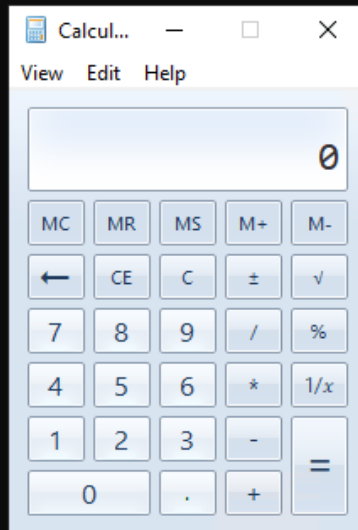 Calcul...
View Edit Help
0
MC MR MS M+ M-
← CE C ± √
7 8 9 / %
4 5 6 * 1/x
1 2 3 - =
0 . +